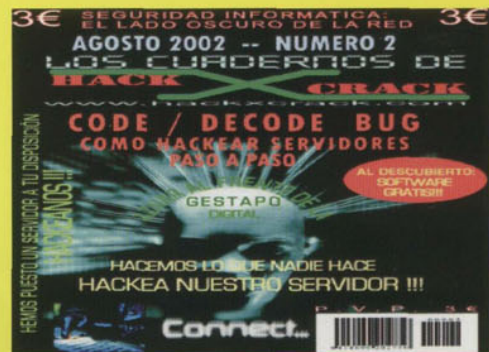 3€ SEGURIDAD INFORMATICA: 3€
EL LADO OSCURO DE LA RED
AGOSTO 2002 -- NUMERO 2
LOS CUADERNOS DE
HACK X CRACK
www.hackxcrack.com
CODE / DECODE BUG
COMO HACKEAR SERVIDORES
PASO A PASO
AL DESCUBIERTO:
SOFTWARE
GRATIS!!!
HEMOS PUESTO UN SERVIDOR A TU DISPOSICIÓN
HACKEANOS !!!
GESTAPO
DIGITAL
HACEMOS LO QUE NADIE HACE
HACKEA NUESTRO SERVIDOR !!!
P.V.P. 3€
Connect...